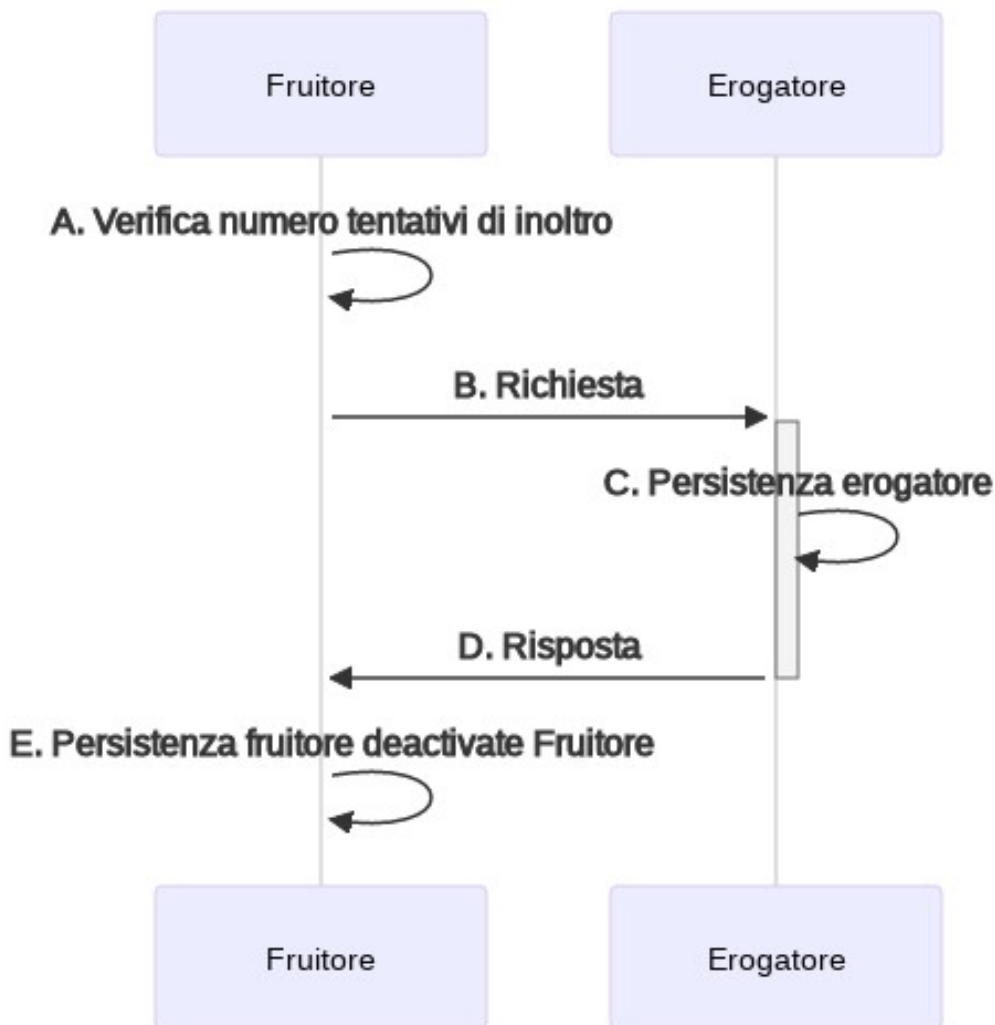 Fruitore Erogatore
A. Verifica numero tentativi di inoltro
B. Richiesta
C. Persistenza erogatore
D. Risposta
E. Persistenza fruitore deactivate Fruitore
Fruitore Erogatore